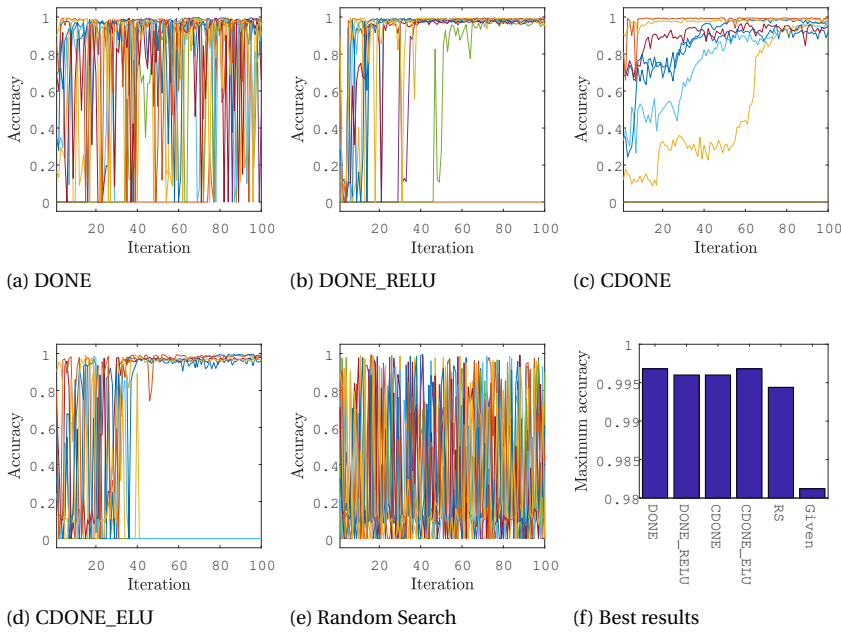 1
0.8
0.6
0.4
0.2
0
Accuracy
20 40 60 80 100
Iteration
(a) DONE
1
0.8
0.6
0.4
0.2
0
Accuracy
20 40 60 80 100
Iteration
(b) DONE_RELU
1
0.8
0.6
0.4
0.2
0
Accuracy
20 40 60 80 100
Iteration
(c) CDONE
1
0.8
0.6
0.4
0.2
0
Accuracy
20 40 60 80 100
Iteration
(d) CDONE_ELU
1
0.8
0.6
0.4
0.2
0
Accuracy
20 40 60 80 100
Iteration
(e) Random Search
1
0.995
0.99
0.985
0.98
Maximum accuracy
DONE
DONE_RELU
CDONE
CDONE_ELU
RS
Given
(f) Best results